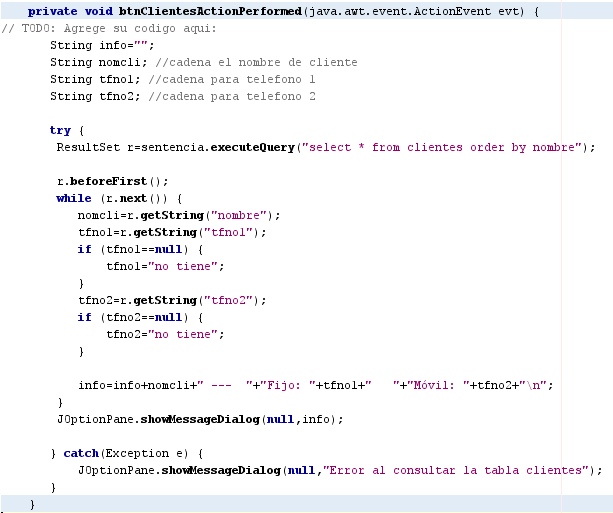 private void btnClientesActionPerformed(java.awt.event.ActionEvent evt) {
// TODO: Agrege su codigo aqui:
String info="";
String nomcli; //cadena el nombre de cliente
String tfno1; //cadena para telefono 1
String tfno2; //cadena para telefono 2
try {
ResultSet r=sentencia.executeQuery("select * from clientes order by nombre");
r.beforeFirst();
while (r.next()) {
nomcli=r.getString("nombre");
tfno1=r.getString("tfno1");
if (tfno1==null) {
tfno1="no tiene";
}
tfno2=r.getString("tfno2");
if (tfno2==null) {
tfno2="no tiene";
}
info=info+nomcli+" --- "+"Fijo: "+tfno1+" "+"Móvil: "+tfno2+"\n";
}
JOptionPane.showMessageDialog(null,info);
} catch(Exception e) {
JOptionPane.showMessageDialog(null,"Error al consultar la tabla clientes");
}
}